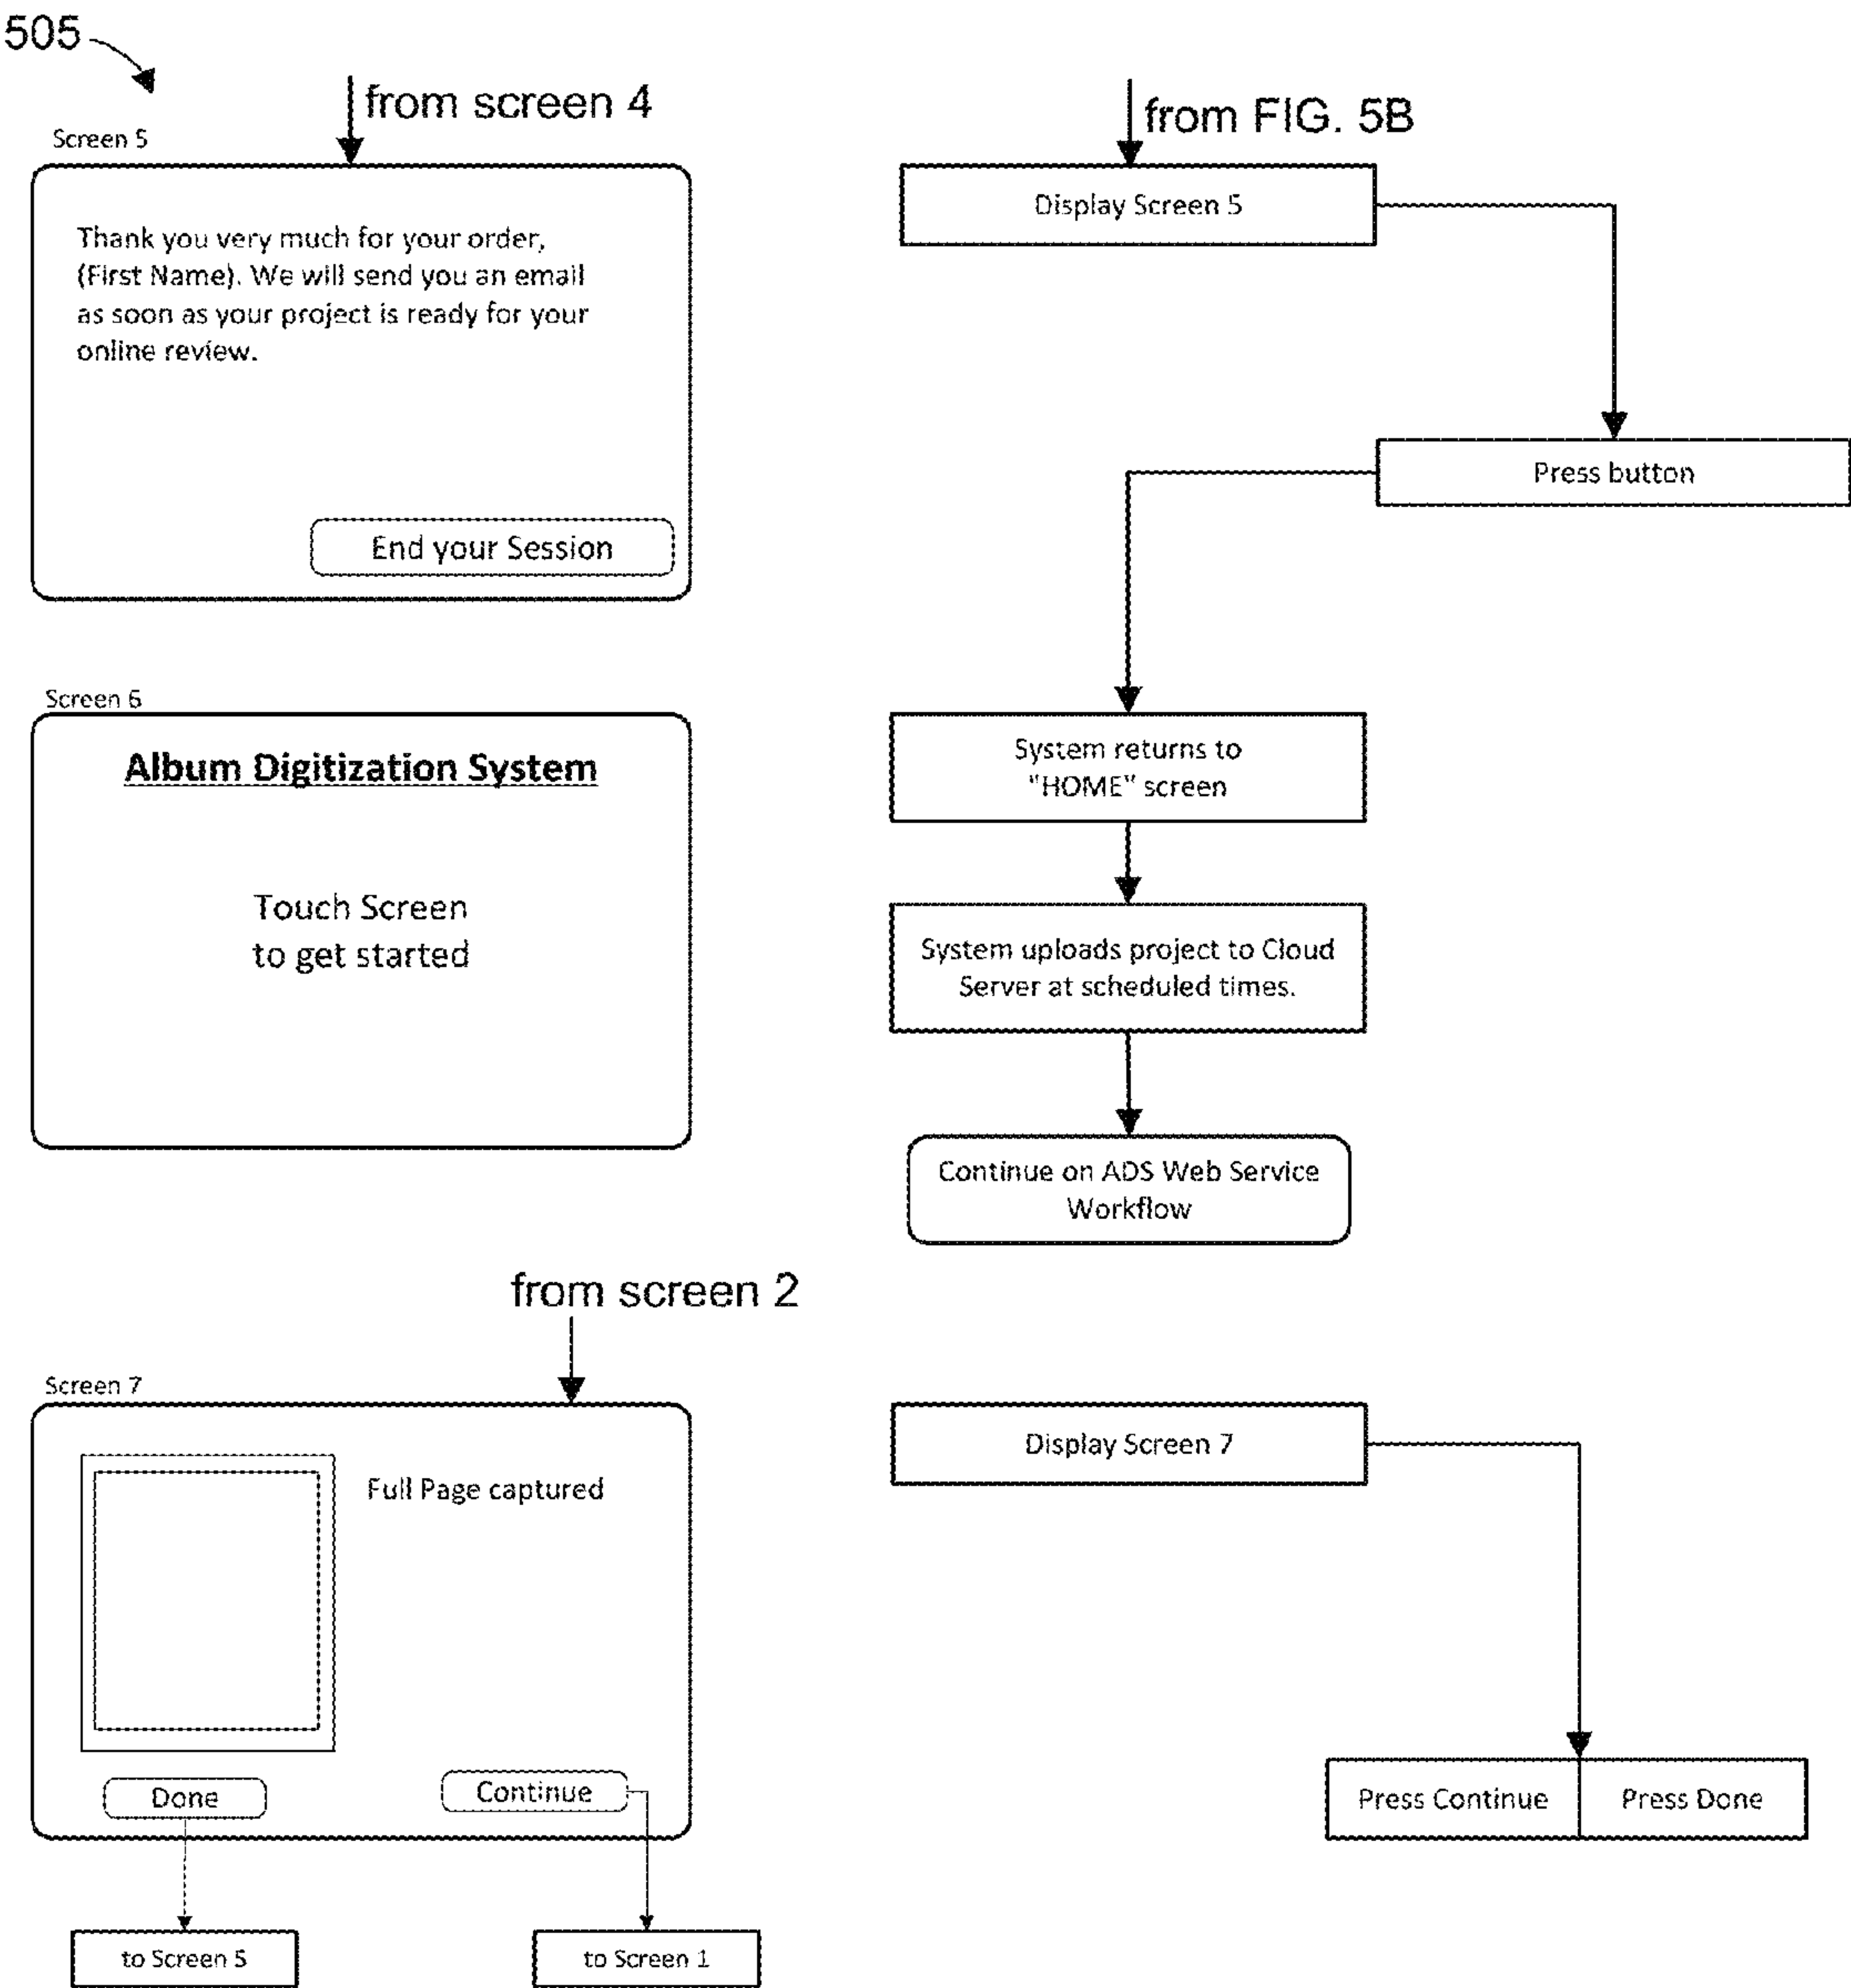 505
from screen 4
from FIG. 5B
Screen 5
Thank you very much for your order,
(First Name). We will send you an email
as soon as your project is ready for your
online review.
End your Session
Display Screen 5
Press button
Screen 6
Album Digitization System
Touch Screen
to get started
System returns to
"HOME" screen
System uploads project to Cloud
Server at scheduled times.
Continue on ADS Web Service
Workflow
from screen 2
Screen 7
Full Page captured
Done
Continue
to Screen 5
to Screen 1
Display Screen 7
Press Continue
Press Done